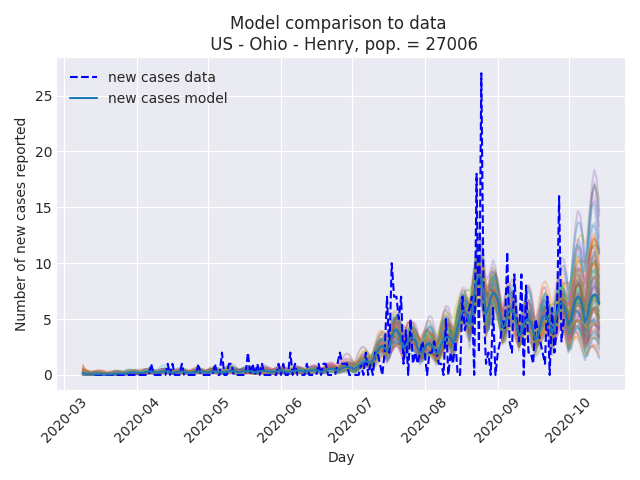 Model comparison to data
US - Ohio - Henry, pop. = 27006
new cases data
new cases model
Number of new cases reported
25
20
15
10
5
0
2020-03
2020-04
2020-05
2020-06
2020-07
2020-08
2020-09
2020-10
Day